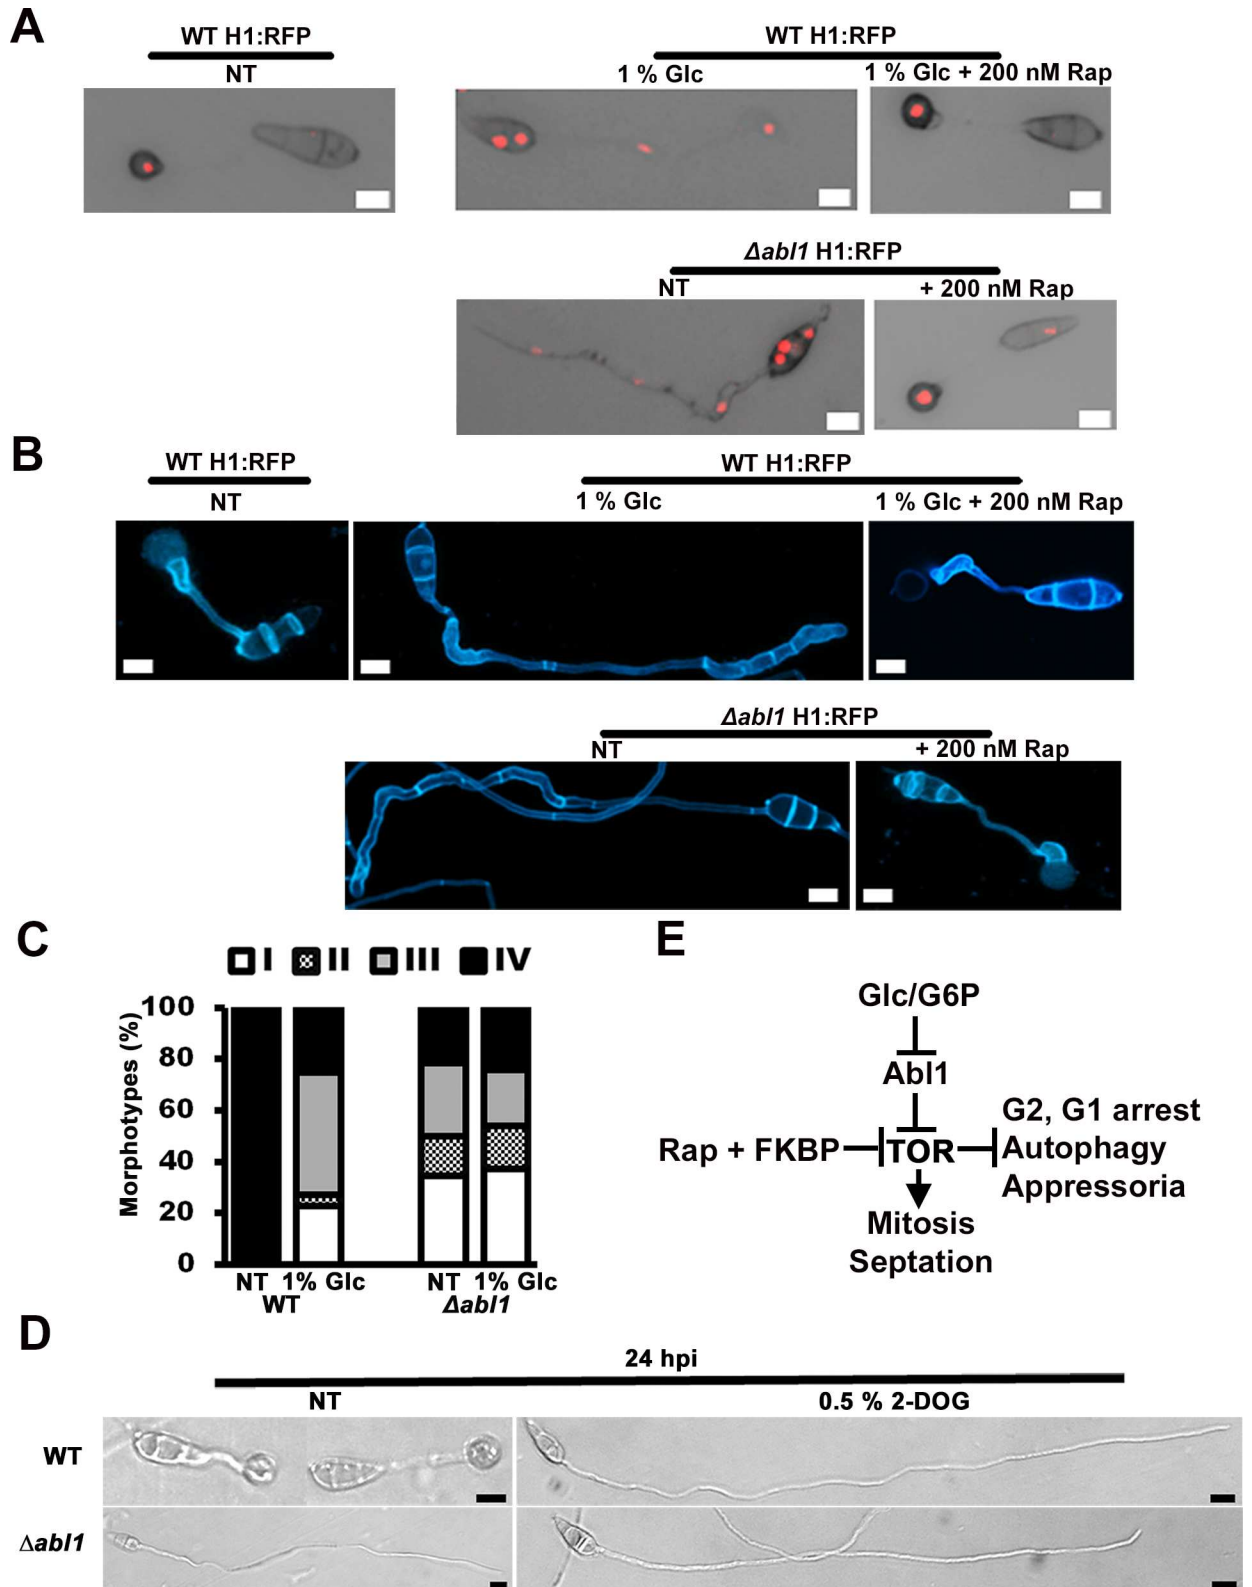 A
WT H1:RFP
NT
WT H1:RFP
1 % Glc
1 % Glc + 200 nM Rap
Δabl1 H1:RFP
NT
+ 200 nM Rap
B
WT H1:RFP
NT
WT H1:RFP
1 % Glc
1 % Glc + 200 nM Rap
Δabl1 H1:RFP
NT
+ 200 nM Rap
C
I II III IV
Morphotypes (%)
100
80
60
40
20
0
NT 1% Glc
WT
NT 1% Glc
Δabl1
E
Glc/G6P
Abl1
Rap + FKBP
TOR
G2, G1 arrest
Autophagy
Appressoria
Mitosis
Septation
D
24 hpi
NT
0.5 % 2-DOG
WT
Δabl1